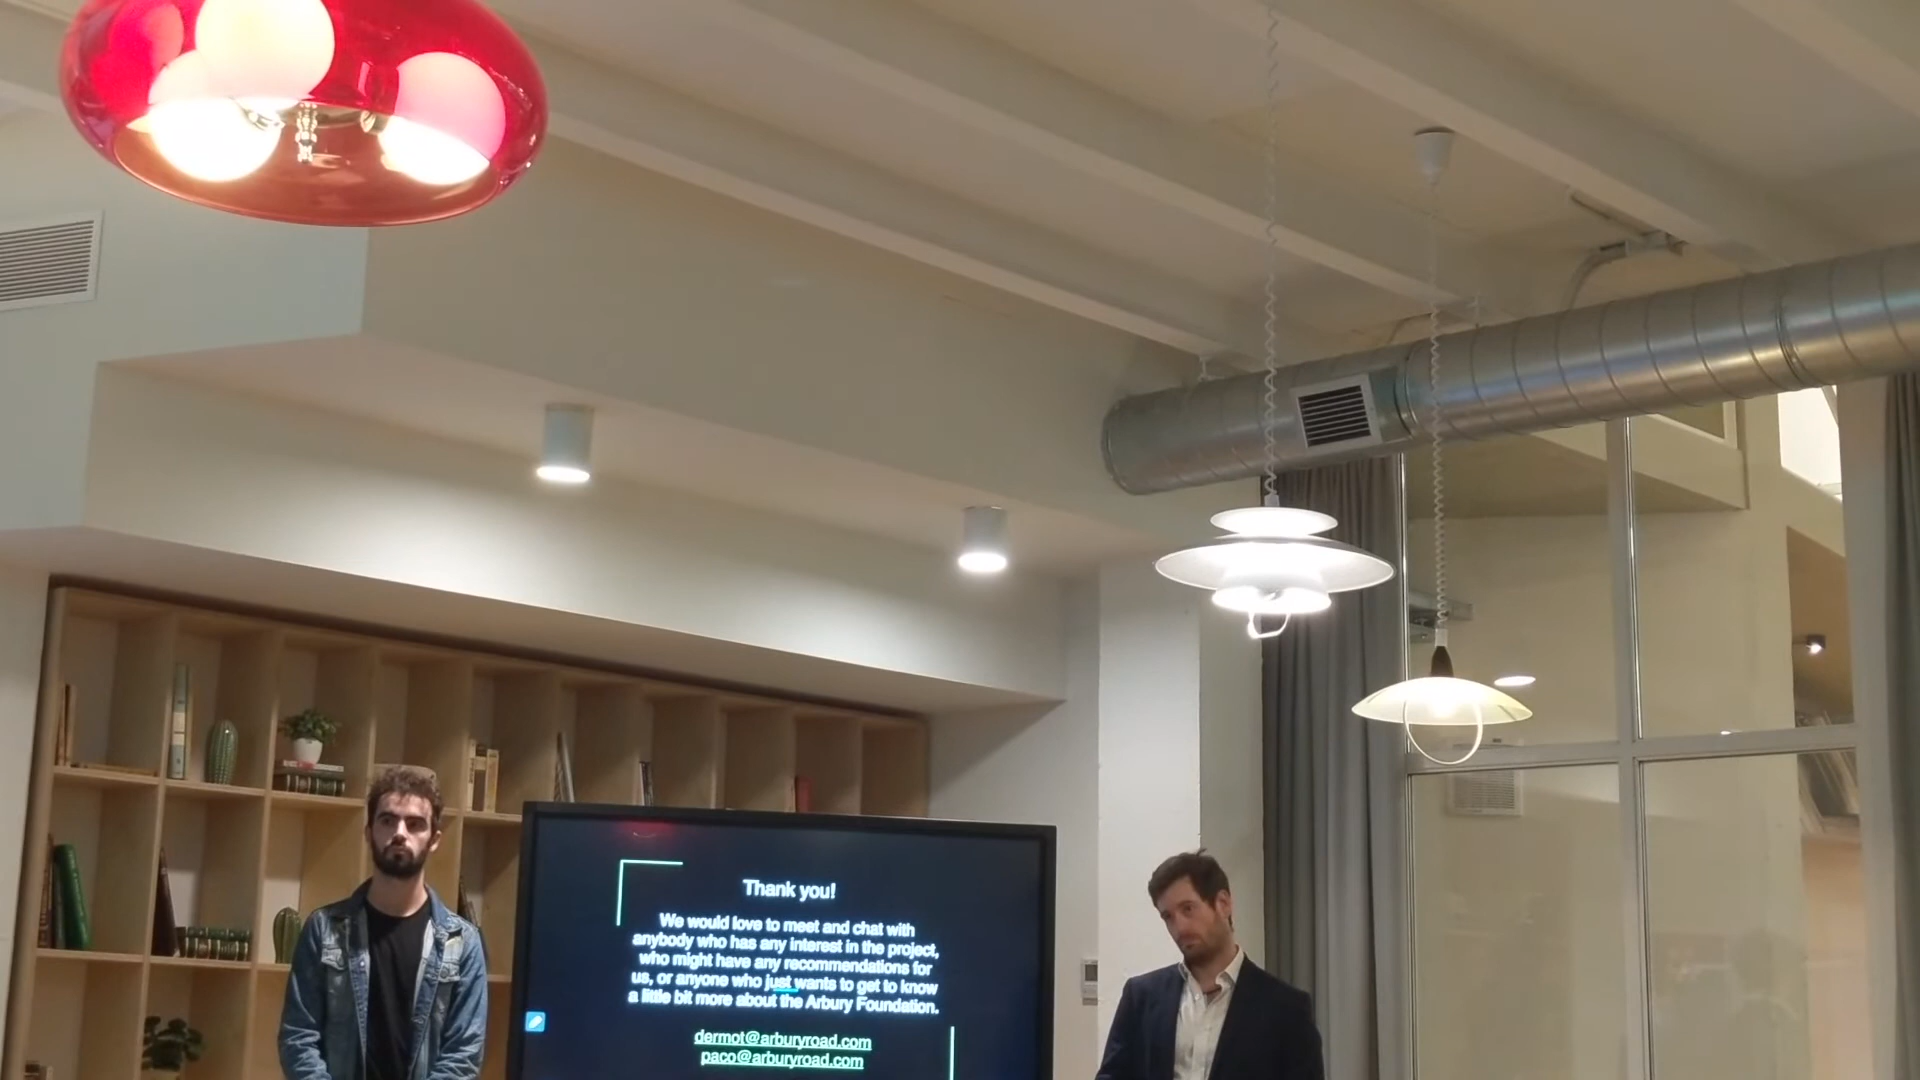 Thank you!
We would love to meet and chat with
anybody who has any interest in the project,
who might have any recommendations for
us, or anyone who just wants to get to know
a little bit more about the Arbury Foundation.
dermot@arburyroad.com
paco@arburyroad.com